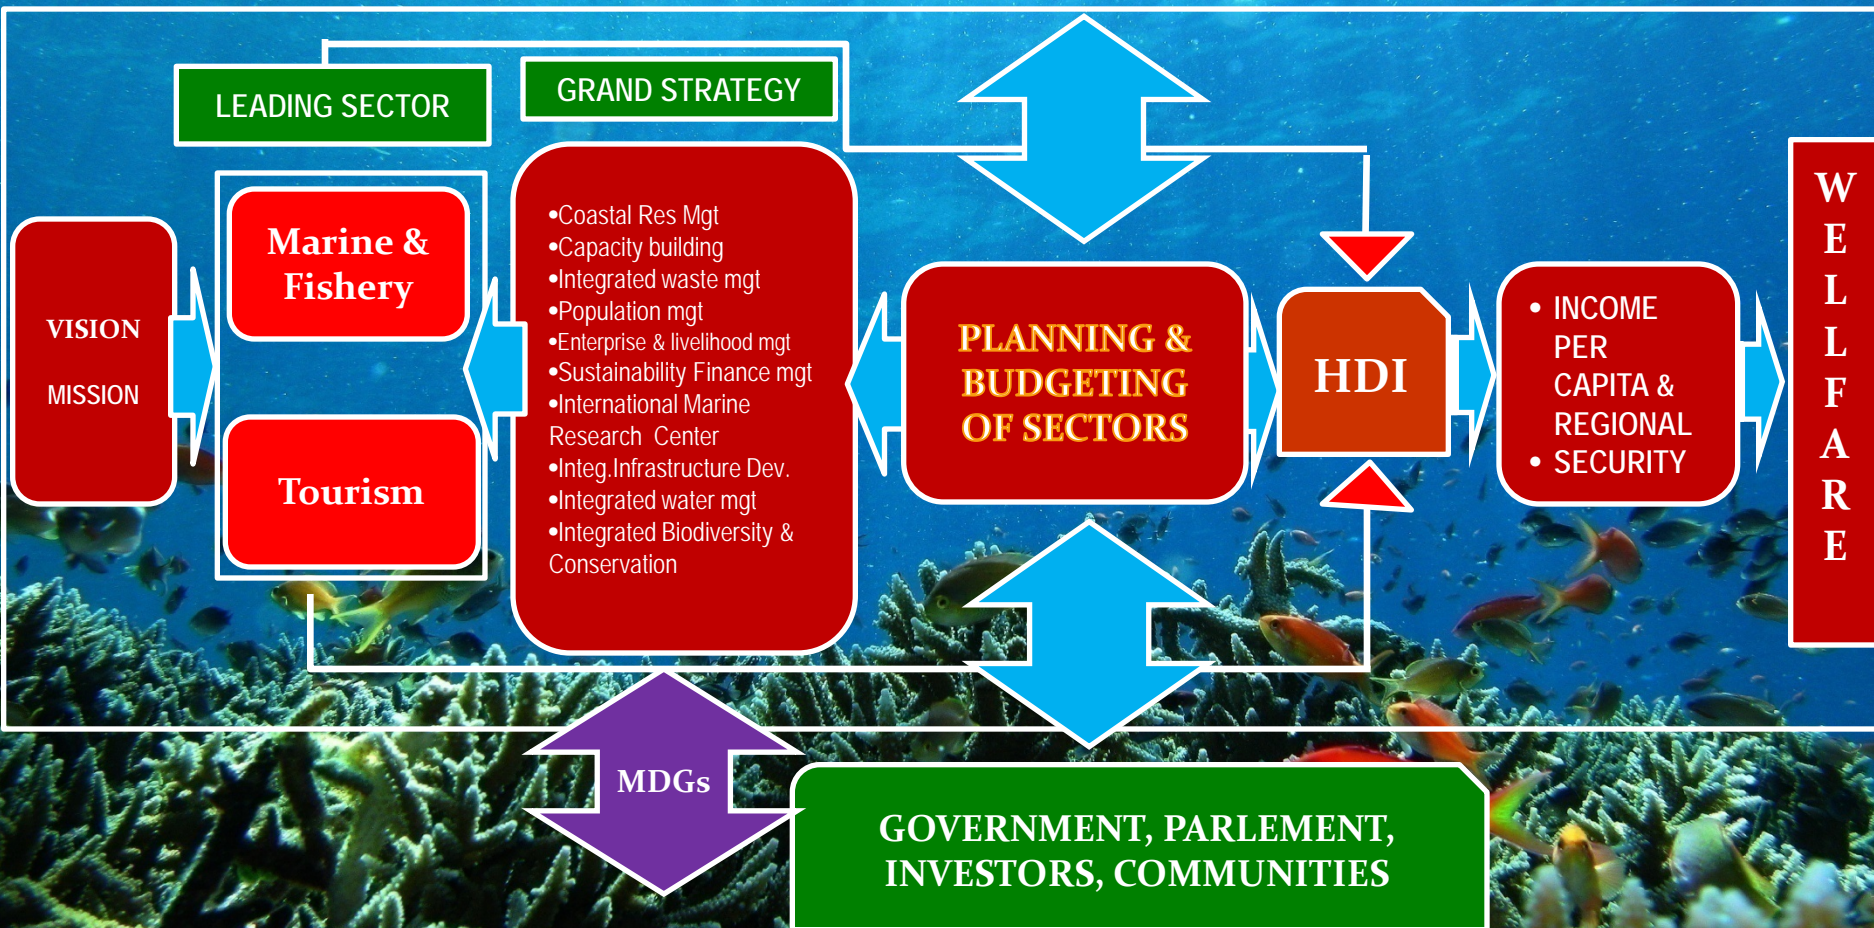 LEADING SECTOR
GRAND STRATEGY
VISION
MISSION
Marine &
Fishery
Tourism
•Coastal Res Mgt
•Capacity building
•Integrated waste mgt
•Population mgt
•Enterprise & livelihood mgt
•Sustainability Finance mgt
•International Marine
Research Center
•Integ.Infrastructure Dev.
•Integrated water mgt
•Integrated Biodiversity &
Conservation
PLANNING &
BUDGETING
OF SECTORS
HDI
• INCOME
PER
CAPITA &
REGIONAL
• SECURITY
W
E
L
L
F
A
R
E
MDGs
GOVERNMENT, PARLEMENT,
INVESTORS, COMMUNITIES